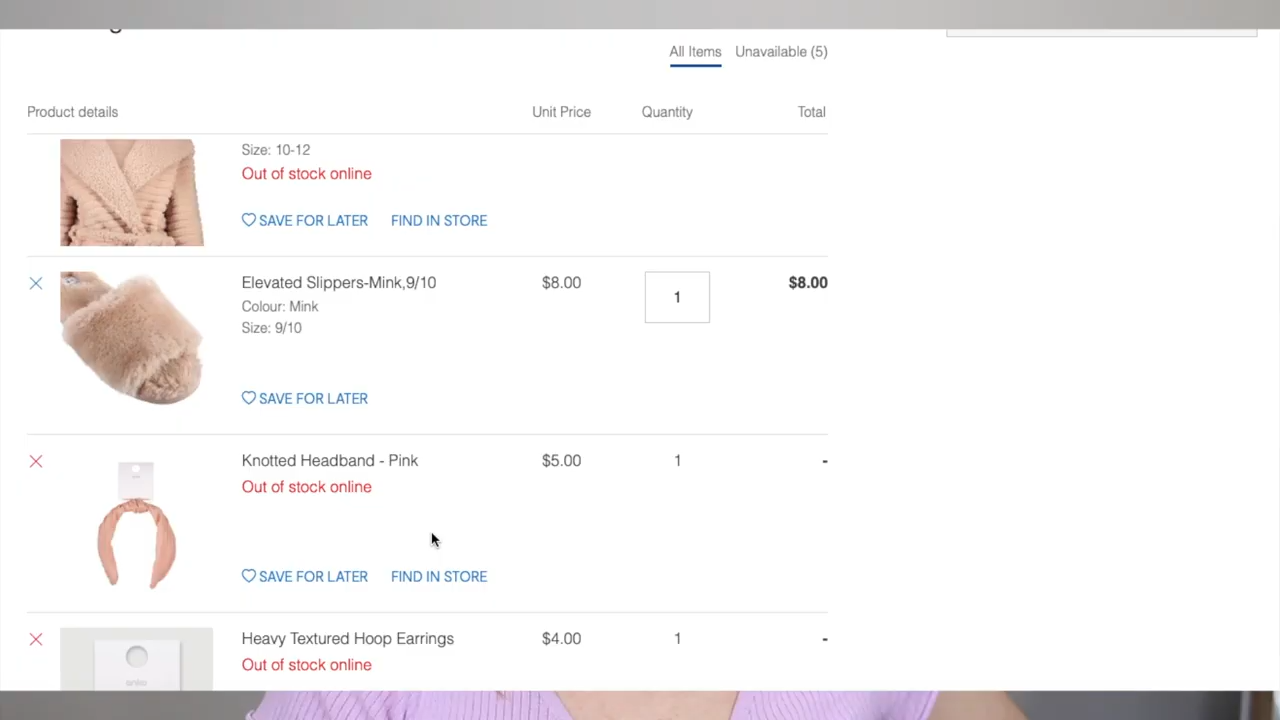 All Items Unavailable (5)
Product details Unit Price Quantity Total
Size: 10-12
Out of stock online
SAVE FOR LATER FIND IN STORE
Elevated Slippers-Mink,9/10 $8.00 1 $8.00
Colour: Mink
Size: 9/10
SAVE FOR LATER
Knotted Headband - Pink $5.00 1 -
Out of stock online
SAVE FOR LATER FIND IN STORE
Heavy Textured Hoop Earrings $4.00 1 -
Out of stock online